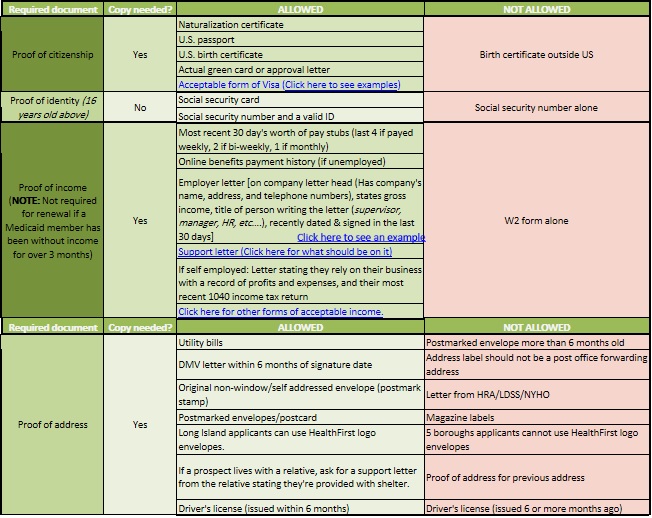 Required document Copy needed? ALLOWED NOT ALLOWED
Proof of citizenship
Yes
Naturalization certificate
U.S. passport
U.S. birth certificate
Actual green card or approval letter
Acceptable form of Visa (Click here to see examples)
Birth certificate outside US
Proof of identity (16
years old above)
No
Social security card
Social security number and a valid ID
Social security number alone
Proof of income
(NOTE: Not required
for renewal if a
Medicaid member has
been without income
for over 3 months)
Yes
Most recent 30 day's worth of pay stubs (last 4 if payed
weekly, 2 if bi-weekly, 1 if monthly)
Online benefits payment history (if unemployed)
Employer letter [on company letter head (Has company's
name, address, and telephone numbers), states gross
income, title of person writing the letter (supervisor,
manager, HR, etc....), recently dated & signed in the last
30 days] Click here to see an example
Support letter (Click here for what should be on it)
If self employed: Letter stating they rely on their business
with a record of profits and expenses, and their most
recent 1040 income tax return
Click here for other forms of acceptable income.
W2 form alone
Required document Copy needed? ALLOWED NOT ALLOWED
Proof of address
Yes
Utility bills
Postmarked envelope more than 6 months old
DMV letter within 6 months of signature date
Address label should not be a post office forwarding
address
Original non-window/self addressed envelope (postmark
stamp)
Letter from HRA/LDSS/NYHO
Postmarked envelopes/postcard
Magazine labels
Long Island applicants can use HealthFirst logo
envelopes.
5 boroughs applicants cannot use HealthFirst logo
envelopes
If a prospect lives with a relative, ask for a support letter
from the relative stating they're provided with shelter.
Proof of address for previous address
Driver's license (issued within 6 months)
Driver's license (issued 6 or more months ago)